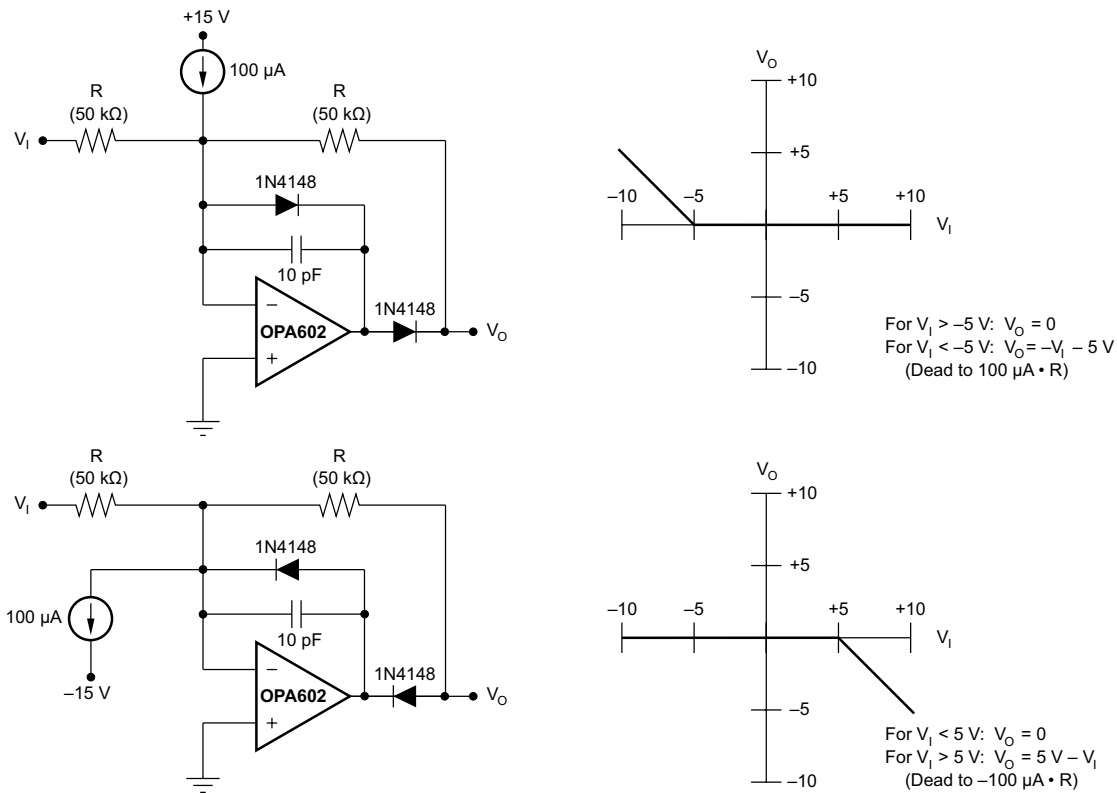 +15 V
100 µA
R
(50 kΩ)
R
(50 kΩ)
V_I
1N4148
10 pF
1N4148
–
OPA602
+
V_O
V_O
+10
+5
–10
–5
+5
+10
V_I
–5
–10
For V_I > –5 V: V_O = 0
For V_I < –5 V: V_O = –V_I – 5 V
(Dead to 100 µA • R)
R
(50 kΩ)
R
(50 kΩ)
V_I
1N4148
100 µA
10 pF
–15 V
1N4148
–
OPA602
+
V_O
V_O
+10
+5
–10
–5
+5
+10
V_I
–5
–10
For V_I < 5 V: V_O = 0
For V_I > 5 V: V_O = 5 V – V_I
(Dead to –100 µA • R)